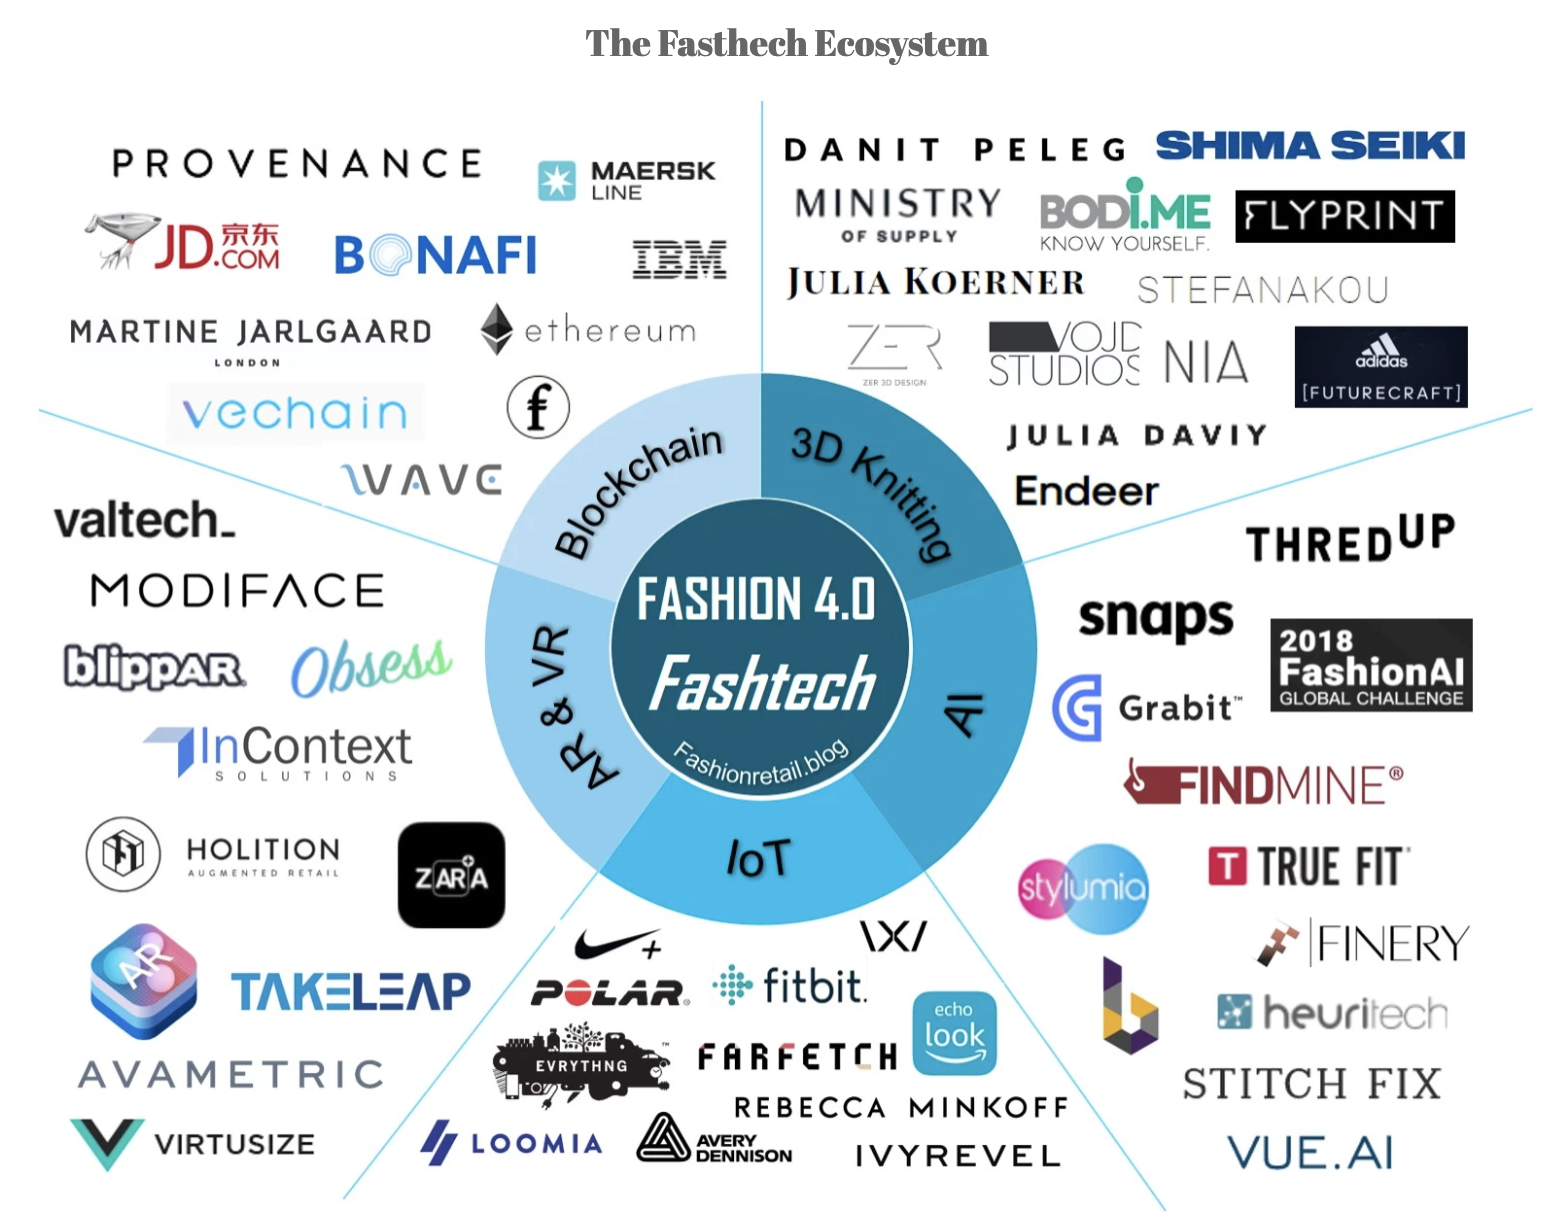 The Fasthech Ecosystem
PROVENANCE
MAERSK
LINE
JD.COM
京东
BONAFI
IBM
MARTINE JARLGAARD
LONDON
ethereum
vechain
f
WAVE
DANIT PELEG
SHIMA SEIKI
MINISTRY
OF SUPPLY
BODI.ME
KNOW YOURSELF.
FLYPRINT
JULIA KOERNER
STEFANAKOU
ZER
ZER 3D DESIGN
VOJD
STUDIOS
NIA
adidas
[FUTURECRAFT]
JULIA DAVIY
Endeer
Blockchain
3D Knitting
AI
IoT
AR & VR
FASHION 4.0
Fashtech
Fashionretail.blog
valtech_
MODIFACE
blippAR
Obsess
InContext
SOLUTIONS
HOLITION
AUGMENTED RETAIL
ZARA
AR
TAKELEAP
AVAMETRIC
VIRTUSIZE
THREDUP
snaps
2018
FashionAI
GLOBAL CHALLENGE
Grabit™
FINDMINE®
stylumia
T TRUE FIT
FINERY
b
heuritech
STITCH FIX
VUE.AI
+
\X/
POLAR®
fitbit.
echo
look
EVRYTHNG™
FARFETCH
REBECCA MINKOFF
LOOMIA
AVERY
DENNISON
IVYREVEL